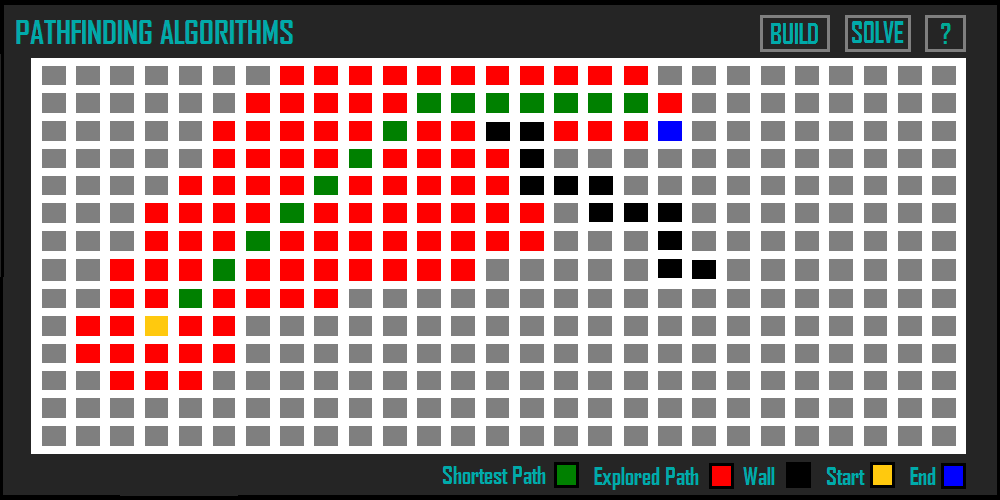 PATHFINDING ALGORITHMS
BUILD
SOLVE
?
Shortest Path
Explored Path
Wall
Start
End